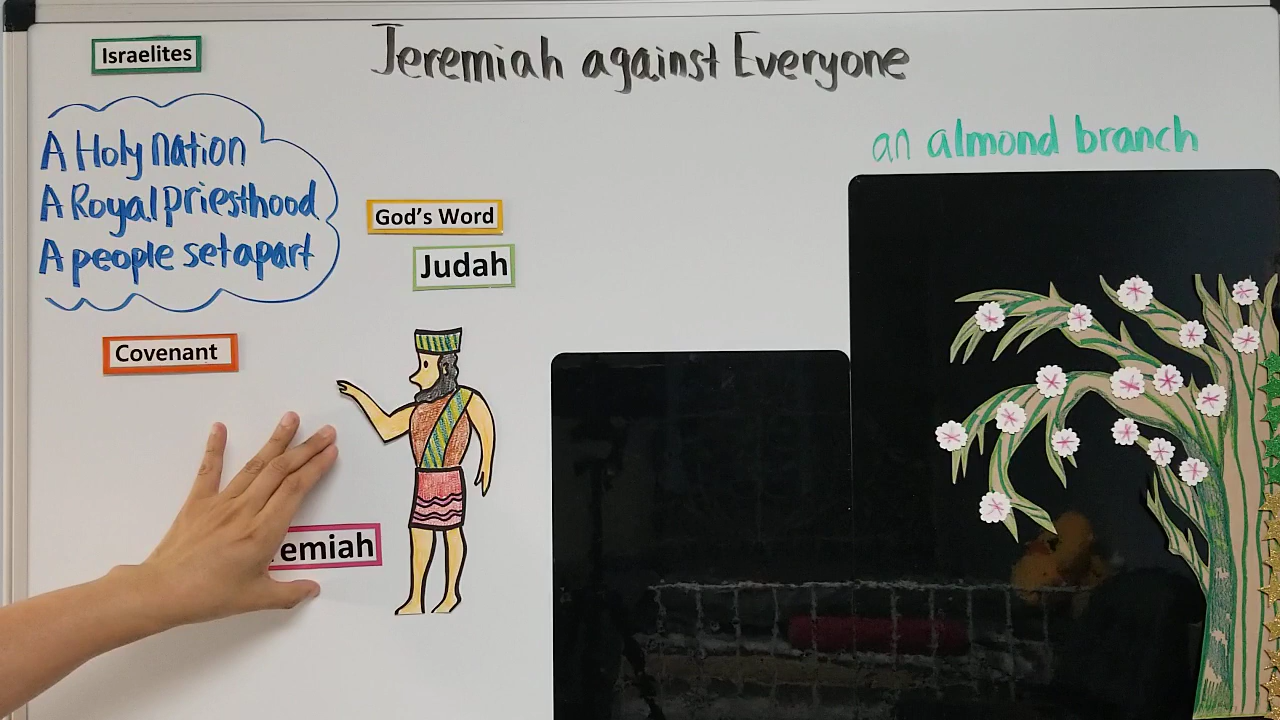 Jeremiah against Everyone
Israelites
A Holy nation
A Royal priesthood
A people set apart
God's Word
Judah
Covenant
emiah
an almond branch